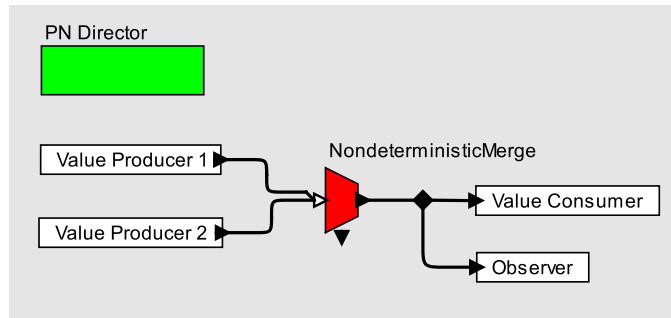 PN Director
NondeterministicMerge
Value Producer 1
Value Consumer
Value Producer 2
Observer